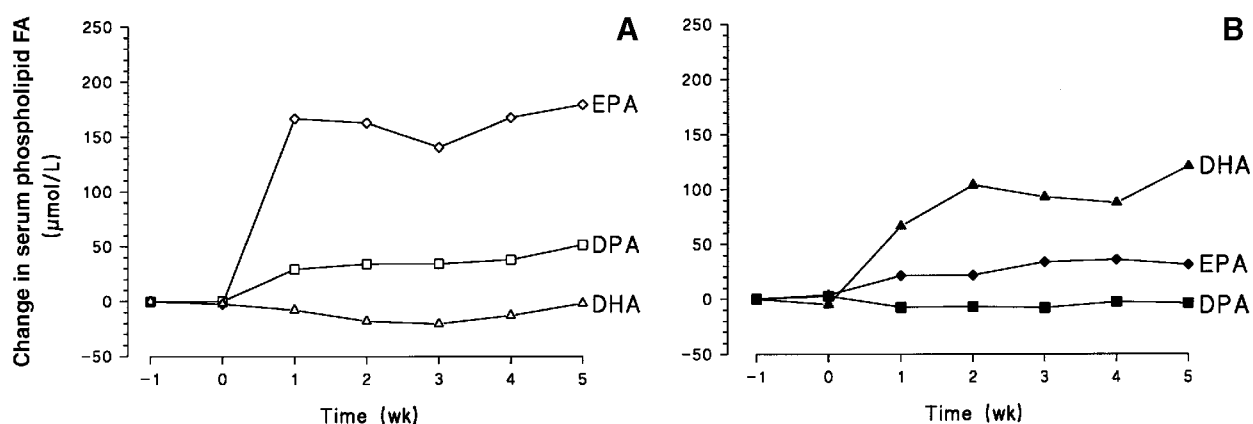 Change in serum phospholipid FA
(µmol/L)
A
250
200
150
100
50
0
−50
EPA
DPA
DHA
−1 0 1 2 3 4 5
Time (wk)
B
250
200
150
100
50
0
−50
DHA
EPA
DPA
−1 0 1 2 3 4 5
Time (wk)